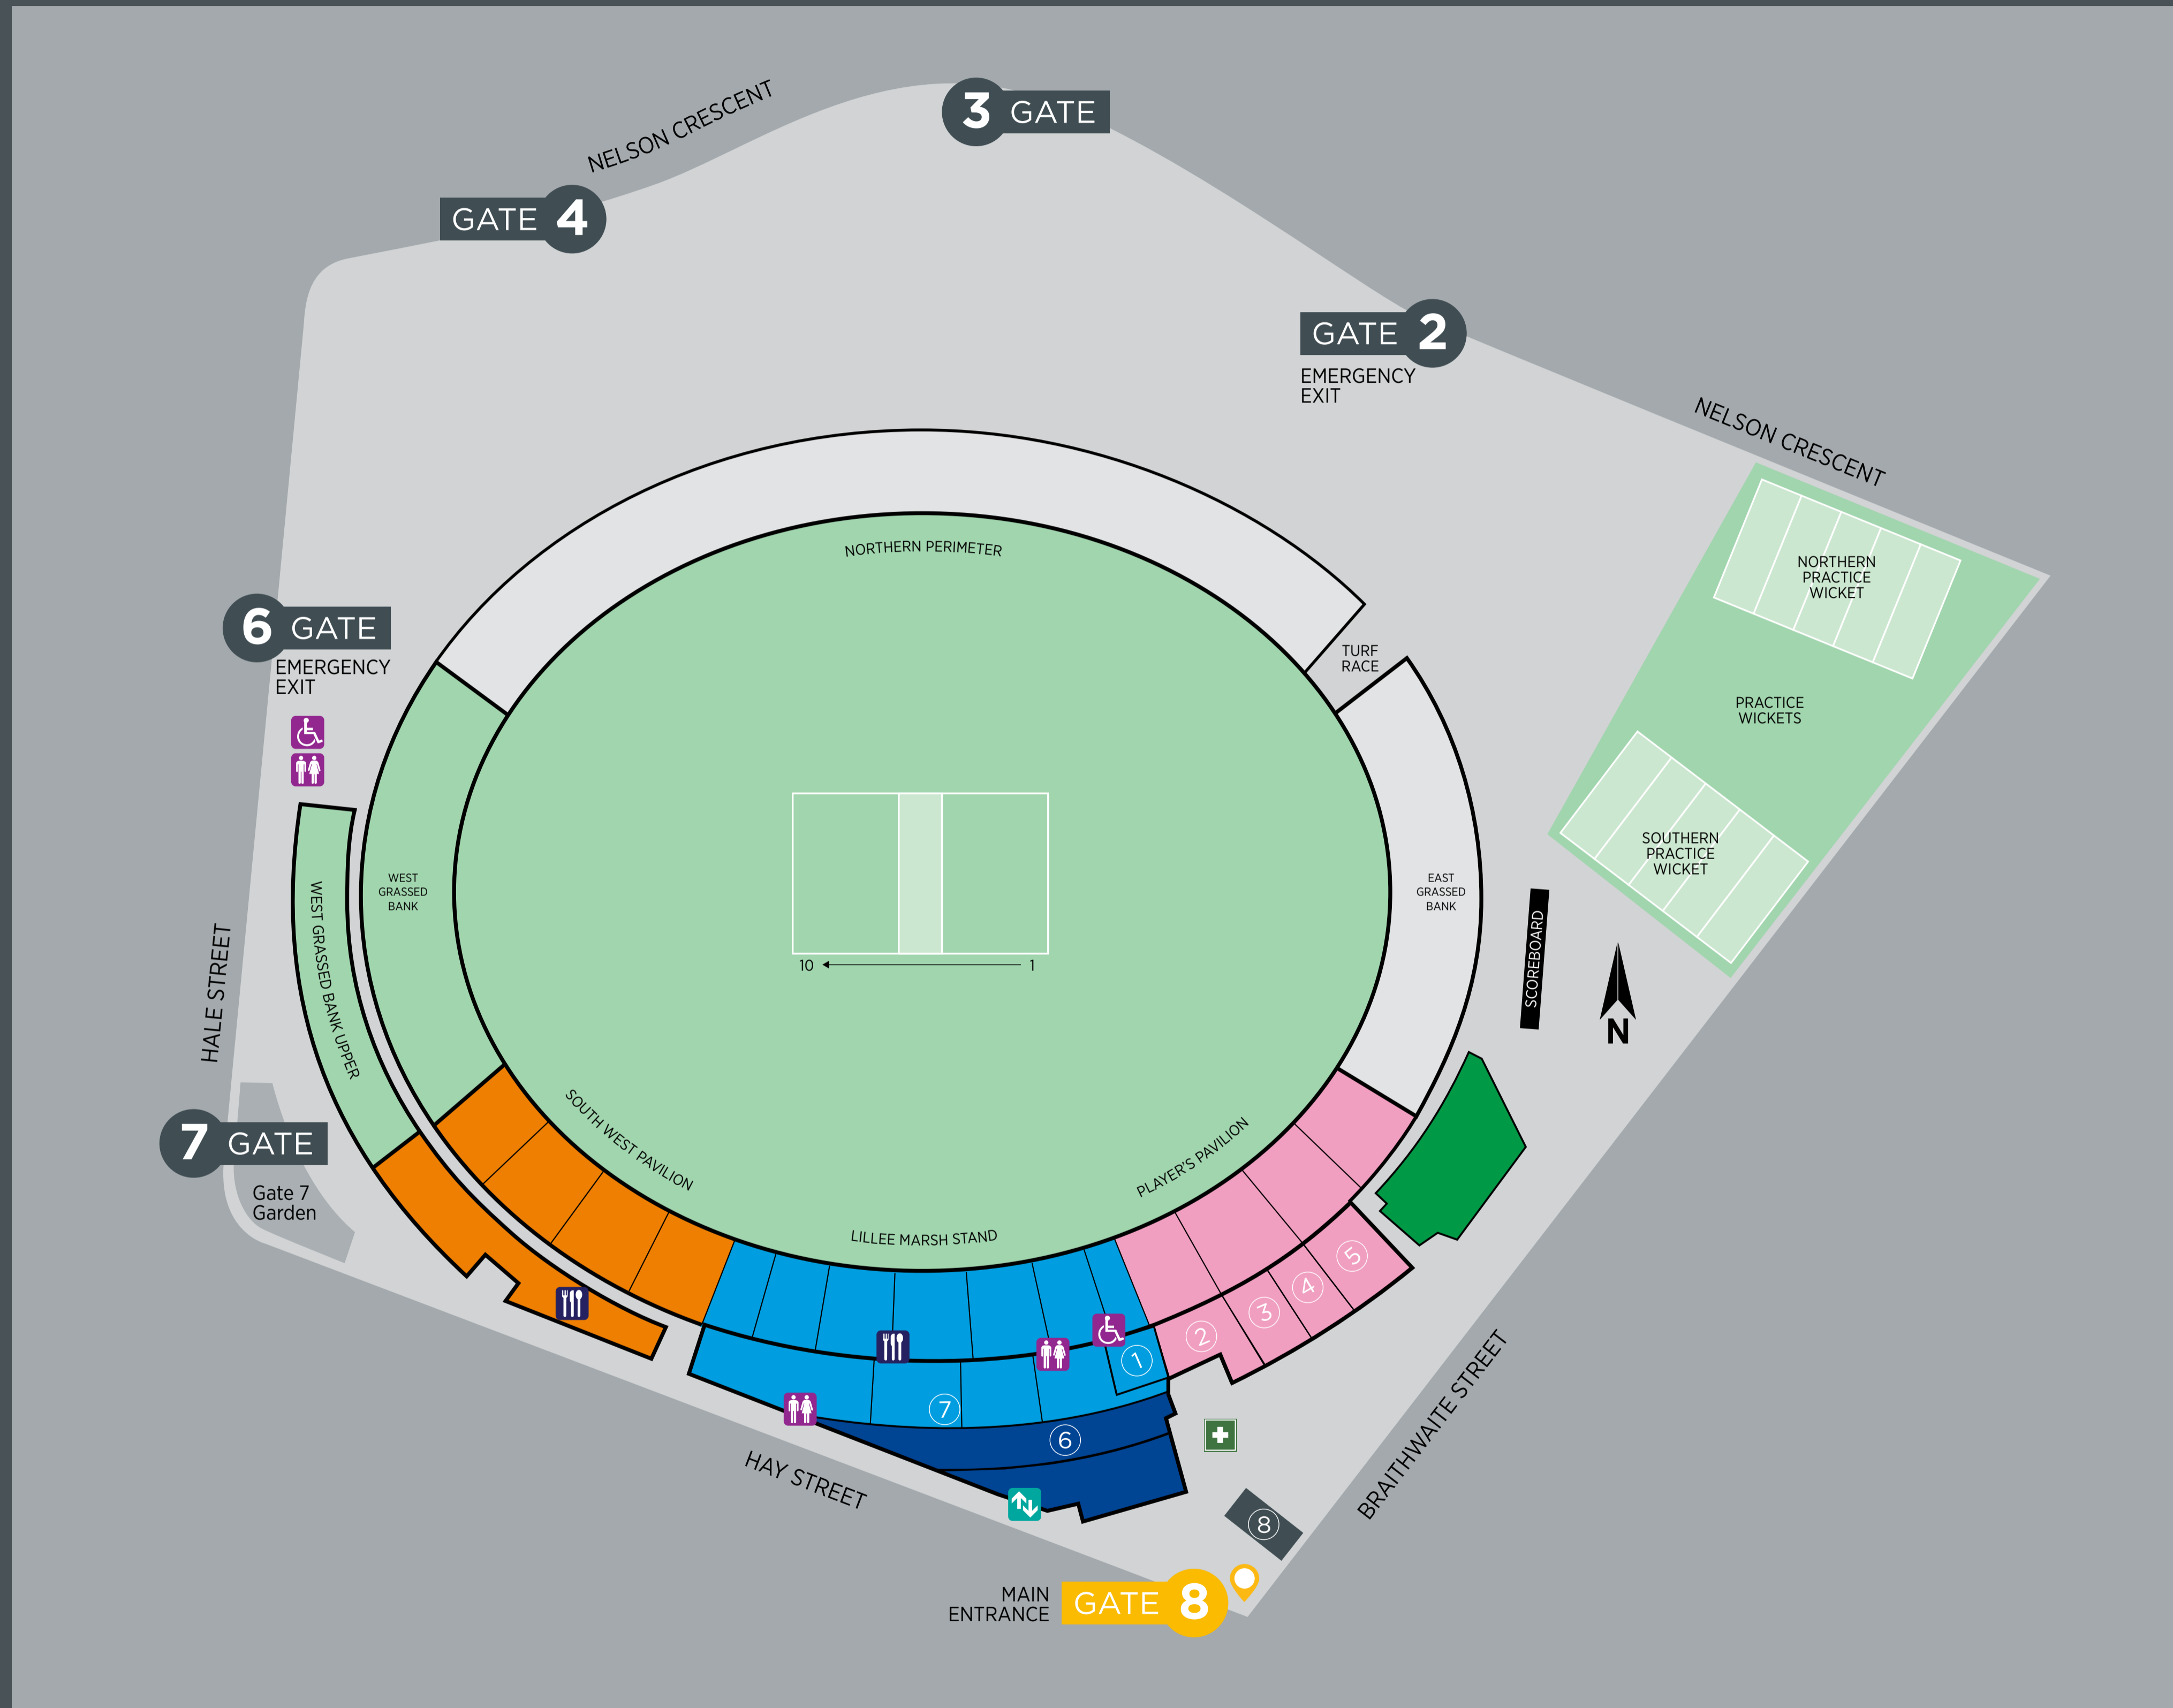 NELSON CRESCENT
3 GATE
GATE 4
GATE 2
EMERGENCY
EXIT
NELSON CRESCENT
NORTHERN
PRACTICE
WICKET
PRACTICE
WICKETS
SOUTHERN
PRACTICE
WICKET
NORTHERN PERIMETER
TURF
RACE
6 GATE
EMERGENCY
EXIT
WEST
GRASSED
BANK
EAST
GRASSED
BANK
WEST GRASSED BANK UPPER
10
1
SCOREBOARD
N
HALE STREET
7 GATE
Gate 7
Garden
SOUTH WEST PAVILION
PLAYER'S PAVILION
LILLEE MARSH STAND
5
4
3
2
1
7
6
HAY STREET
BRAITHWAITE STREET
8
MAIN
ENTRANCE
GATE 8